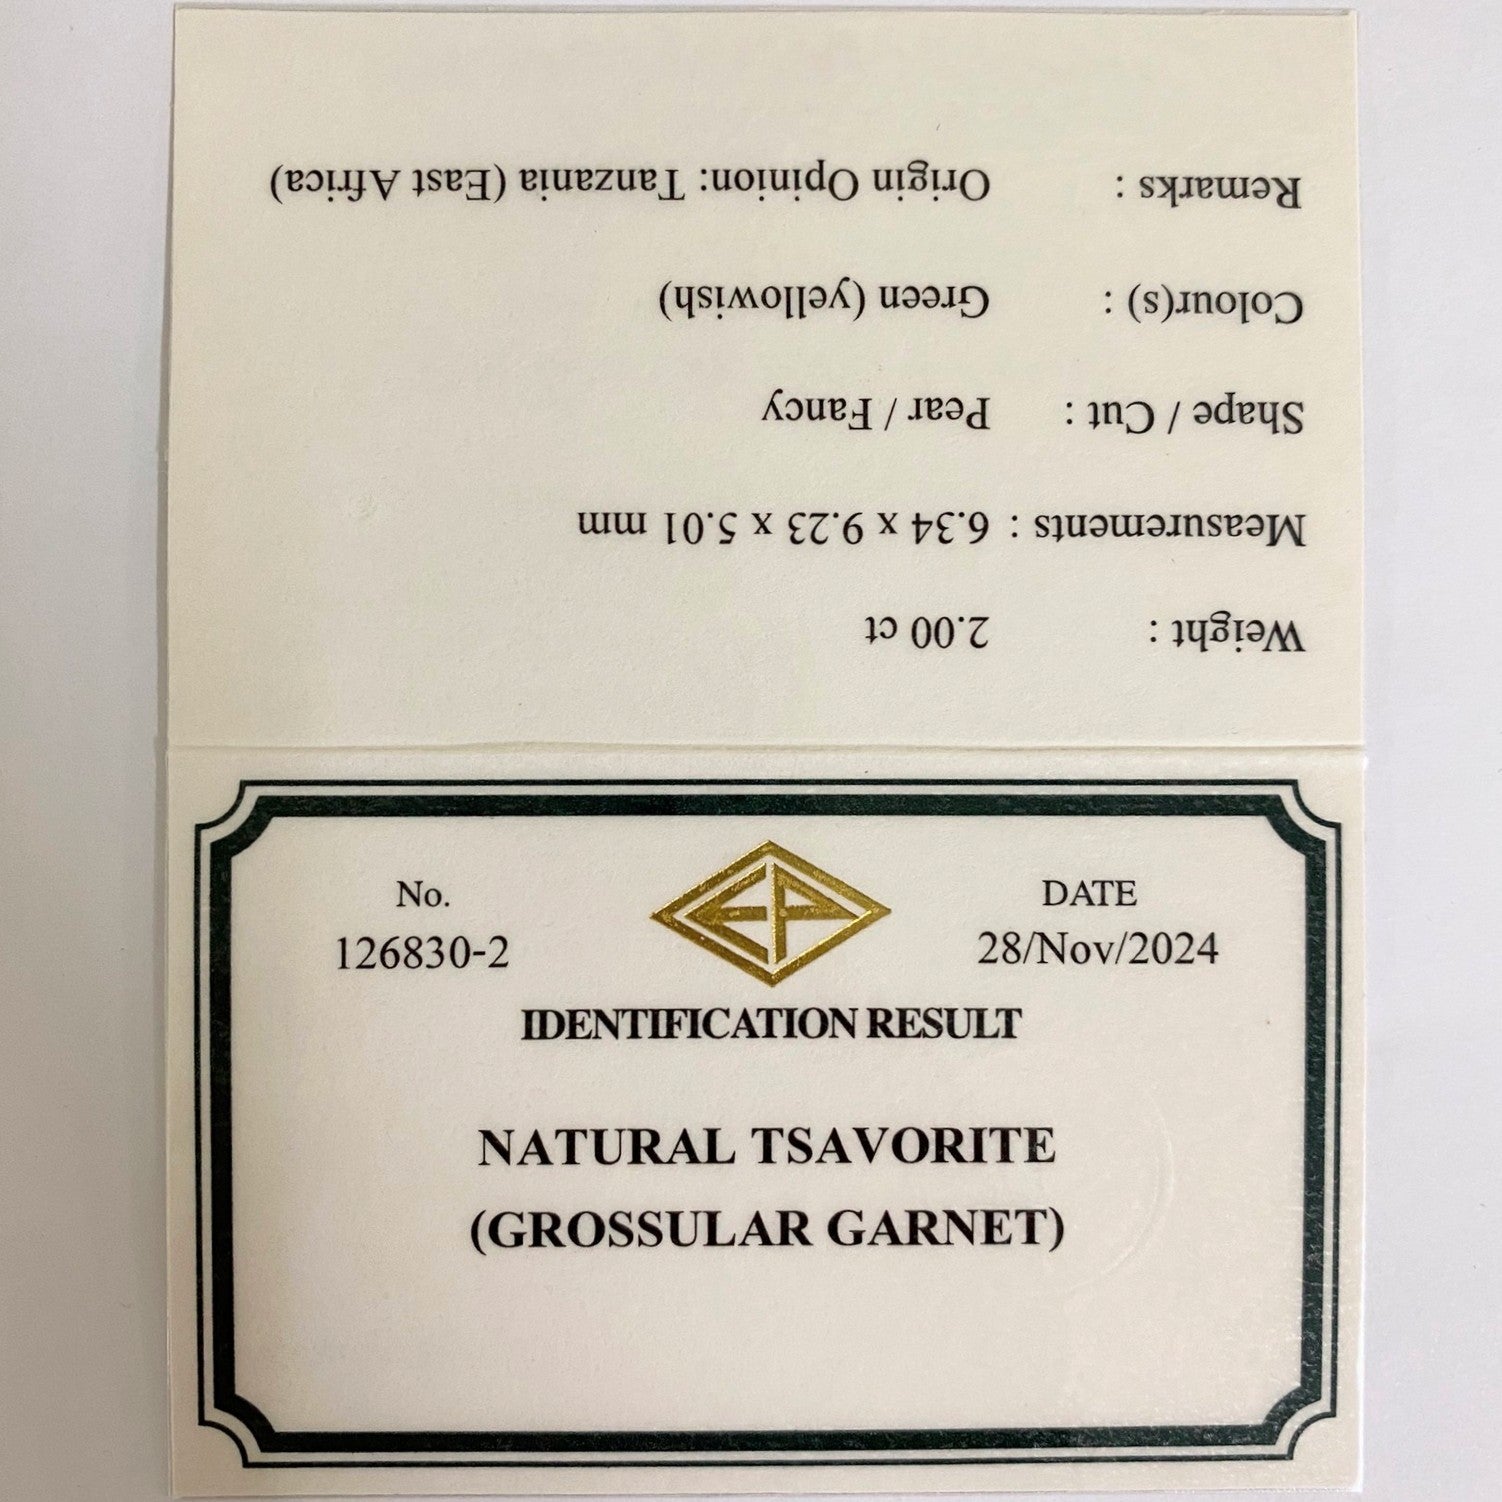 No.
126830-2
EP
DATE
28/Nov/2024
IDENTIFICATION RESULT
NATURAL TSAVORITE
(GROSSULAR GARNET)
Weight : 2.00 ct
Measurements : 6.34 x 9.23 x 5.01 mm
Shape / Cut : Pear / Fancy
Colour(s) : Green (yellowish)
Remarks : Origin Opinion: Tanzania (East Africa)